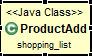 <<Java Class>>
ProductAdd
shopping_list